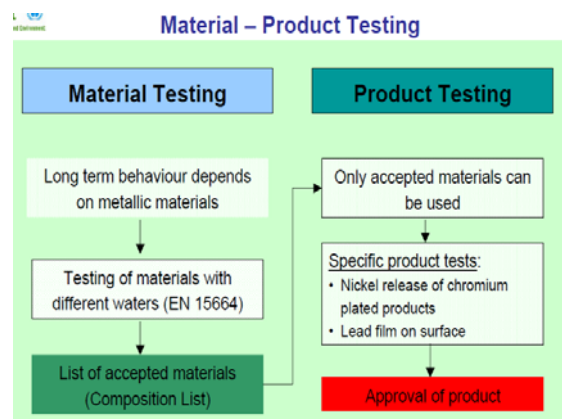 Material – Product Testing
Material Testing
Long term behaviour depends
on metallic materials
Testing of materials with
different waters (EN 15664)
List of accepted materials
(Composition List)
Product Testing
Only accepted materials can
be used
Specific product tests:
• Nickel release of chromium
plated products
• Lead film on surface
Approval of product